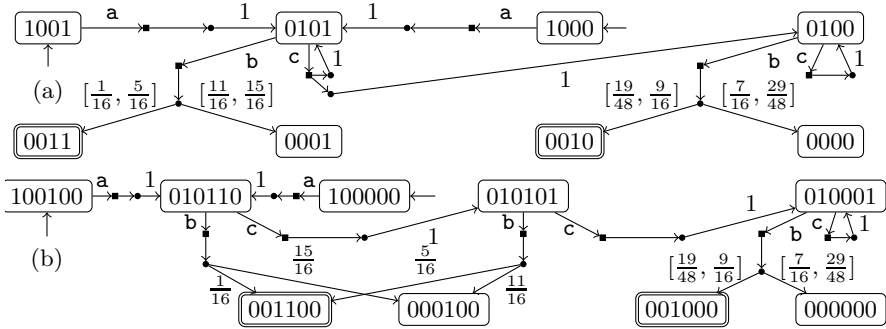 1001 a 1 0101 1 a 1000 0100
b c 1 1 b c 1
(a) [1/16, 5/16] [11/16, 15/16] [19/48, 9/16] [7/16, 29/48]
0011 0001 0010 0000
100100 a 1 010110 1 a 100000 010101 010001
b c b c 1 c 1
(b) 15/16 1 5/16 [19/48, 9/16] b [7/16, 29/48]
1/16 11/16
001100 000100 001000 000000